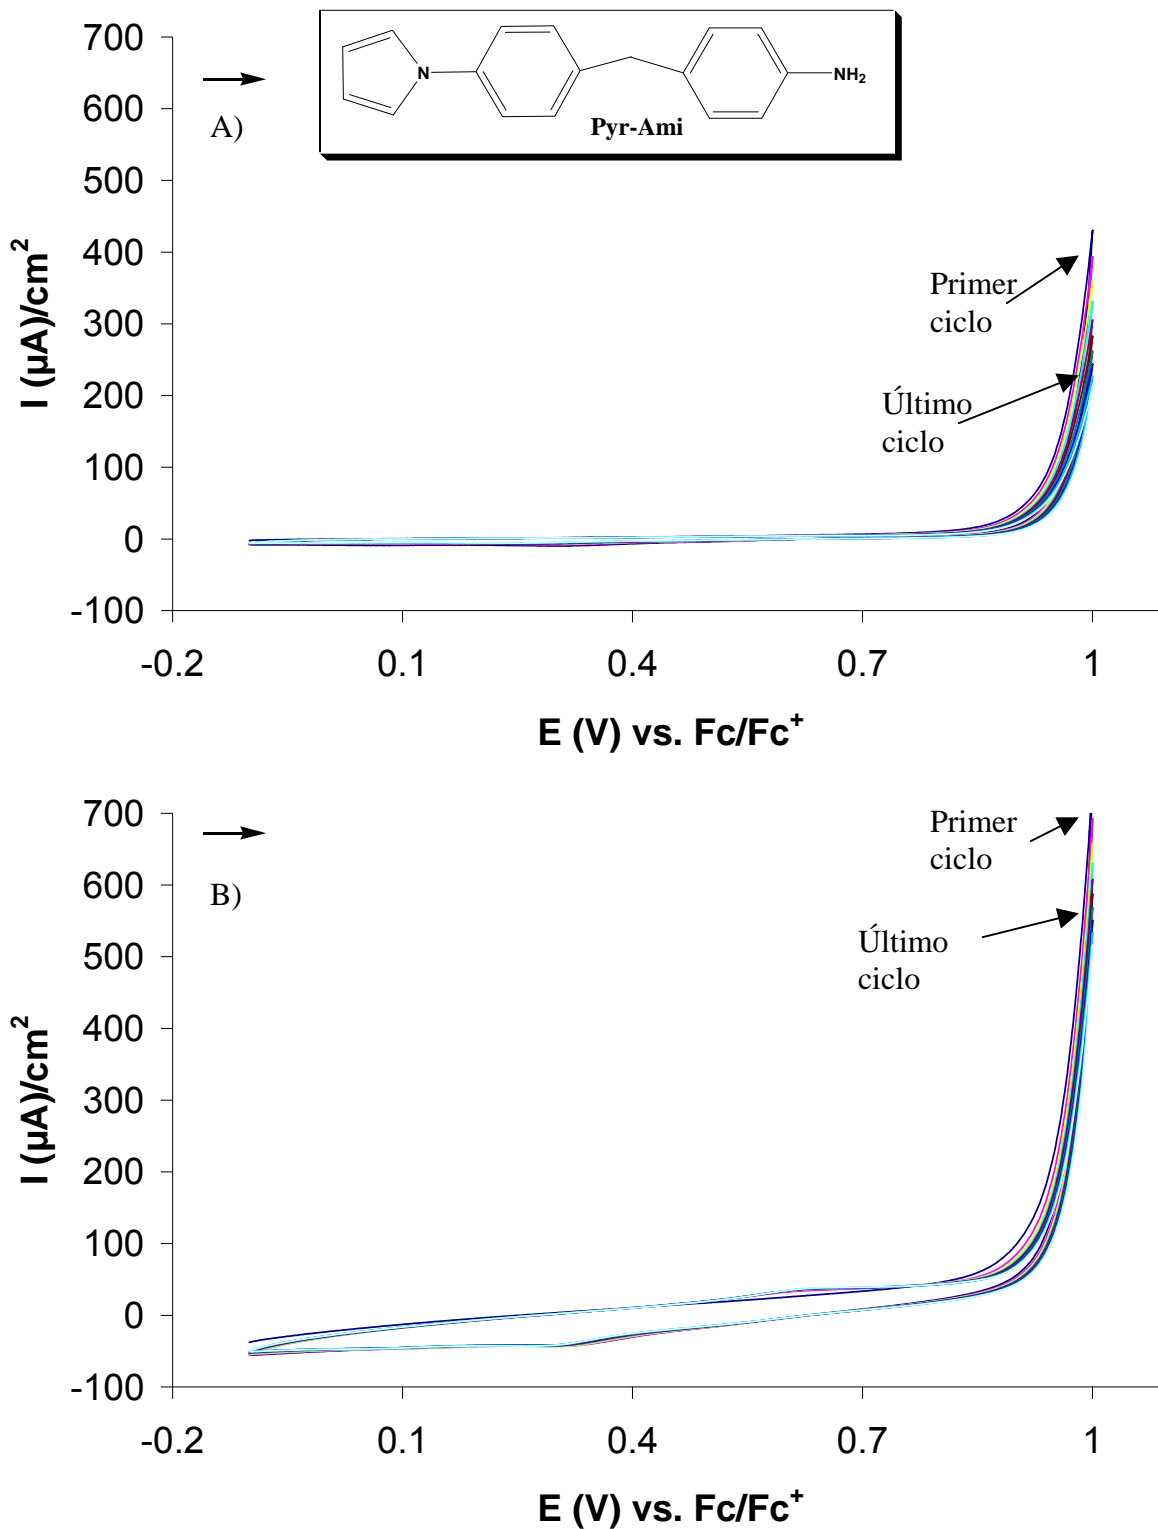 700
600
500
400
300
200
100
0
-100
A)
N
NH₂
Pyr-Ami
Primer
ciclo
Último
ciclo
I (µA)/cm²
-0.2 0.1 0.4 0.7 1
E (V) vs. Fc/Fc⁺
700
600
500
400
300
200
100
0
-100
B)
Primer
ciclo
Último
ciclo
I (µA)/cm²
-0.2 0.1 0.4 0.7 1
E (V) vs. Fc/Fc⁺